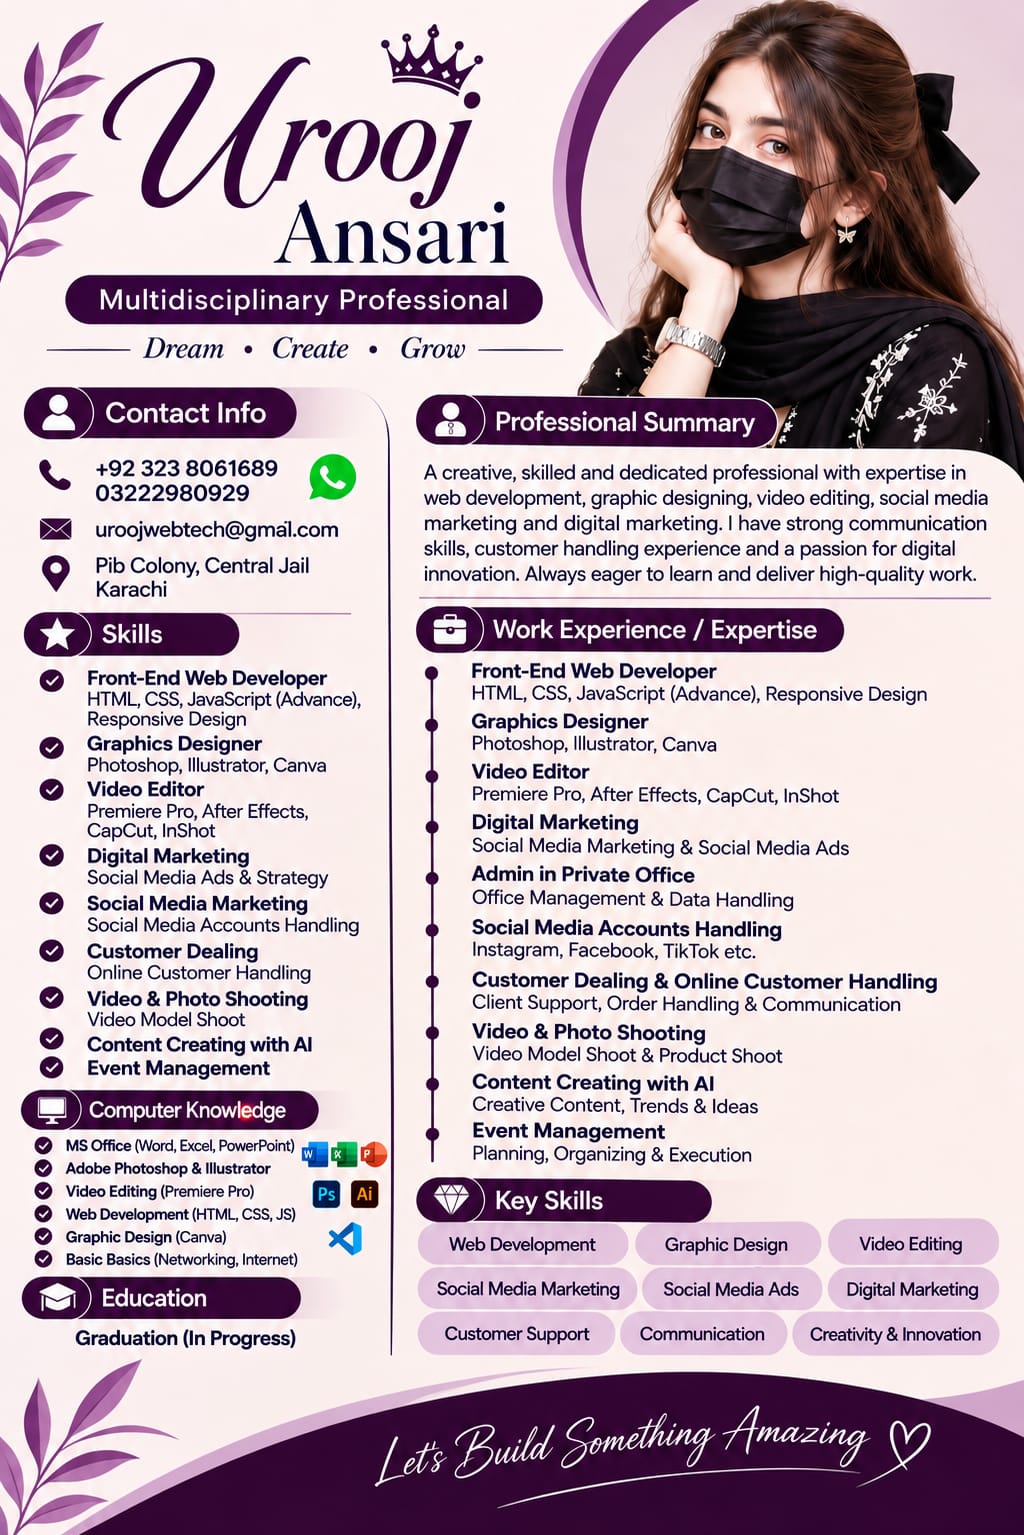 Urooj
Ansari
Multidisciplinary Professional
Dream • Create • Grow
Contact Info
+92 323 8061689
03222980929
uroojwebtech@gmail.com
Pib Colony, Central Jail
Karachi
Skills
Front-End Web Developer
HTML, CSS, JavaScript (Advance),
Responsive Design
Graphics Designer
Photoshop, Illustrator, Canva
Video Editor
Premiere Pro, After Effects,
CapCut, InShot
Digital Marketing
Social Media Ads & Strategy
Social Media Marketing
Social Media Accounts Handling
Customer Dealing
Online Customer Handling
Video & Photo Shooting
Video Model Shoot
Content Creating with AI
Event Management
Computer Knowledge
MS Office (Word, Excel, PowerPoint)
W X P
Adobe Photoshop & Illustrator
Video Editing (Premiere Pro)
Ps Ai
Web Development (HTML, CSS, JS)
Graphic Design (Canva)
Basic Basics (Networking, Internet)
Education
Graduation (In Progress)
Professional Summary
A creative, skilled and dedicated professional with expertise in
web development, graphic designing, video editing, social media
marketing and digital marketing. I have strong communication
skills, customer handling experience and a passion for digital
innovation. Always eager to learn and deliver high-quality work.
Work Experience / Expertise
Front-End Web Developer
HTML, CSS, JavaScript (Advance), Responsive Design
Graphics Designer
Photoshop, Illustrator, Canva
Video Editor
Premiere Pro, After Effects, CapCut, InShot
Digital Marketing
Social Media Marketing & Social Media Ads
Admin in Private Office
Office Management & Data Handling
Social Media Accounts Handling
Instagram, Facebook, TikTok etc.
Customer Dealing & Online Customer Handling
Client Support, Order Handling & Communication
Video & Photo Shooting
Video Model Shoot & Product Shoot
Content Creating with AI
Creative Content, Trends & Ideas
Event Management
Planning, Organizing & Execution
Key Skills
Web Development Graphic Design Video Editing
Social Media Marketing Social Media Ads Digital Marketing
Customer Support Communication Creativity & Innovation
Let's Build Something Amazing